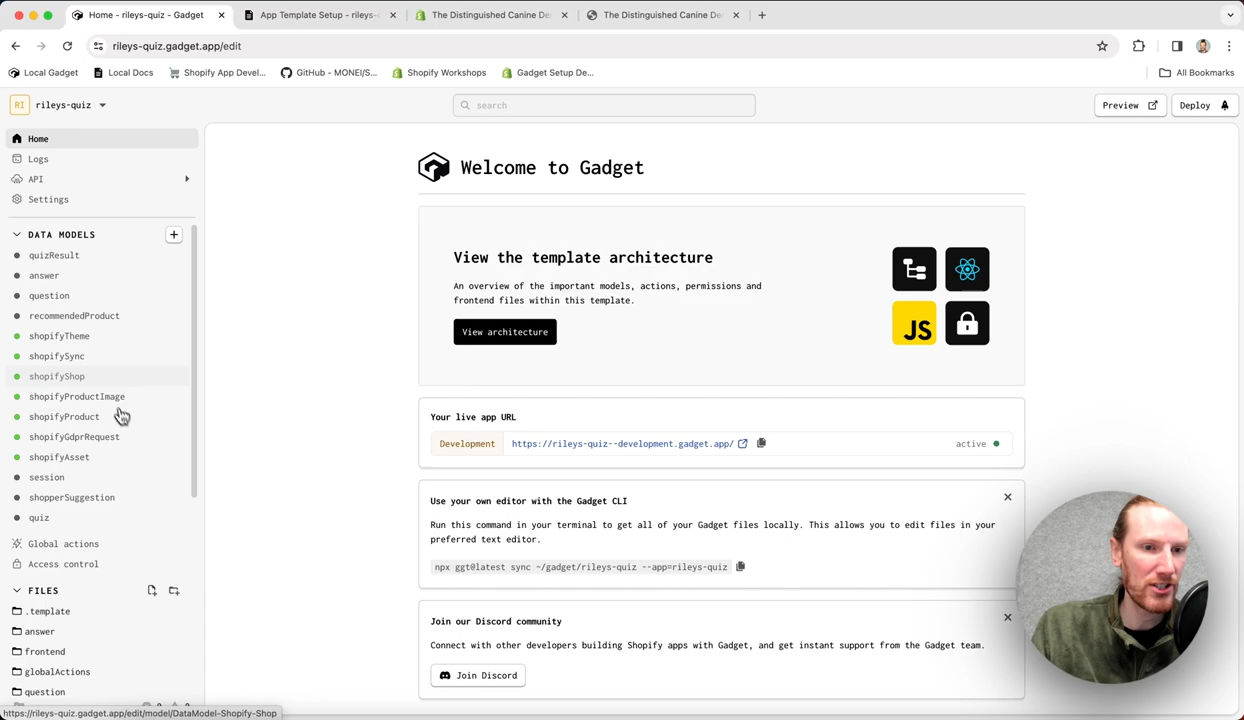 Home - rileys-quiz - Gadget
App Template Setup - rileys-
The Distinguished Canine De
The Distinguished Canine De
rileys-quiz.gadget.app/edit
Local Gadget
Local Docs
Shopify App Devel...
GitHub - MONEI/S...
Shopify Workshops
Gadget Setup De...
All Bookmarks
RI
rileys-quiz
search
Preview
Deploy
Home
Logs
API
Settings
DATA MODELS
quizResult
answer
question
recommendedProduct
shopifyTheme
shopifySync
shopifyShop
shopifyProductImage
shopifyProduct
shopifyGdprRequest
shopifyAsset
session
shopperSuggestion
quiz
Global actions
Access control
FILES
.template
answer
frontend
globalActions
question
https://rileys-quiz.gadget.app/edit/model/DataModel-Shopify-Shop
Welcome to Gadget
View the template architecture
An overview of the important models, actions, permissions and
frontend files within this template.
View architecture
JS
Your live app URL
Development
https://rileys-quiz--development.gadget.app/
active
Use your own editor with the Gadget CLI
Run this command in your terminal to get all of your Gadget files locally. This allows you to edit files in your
preferred text editor.
npx ggt@latest sync ~/gadget/rileys-quiz --app=rileys-quiz
Join our Discord community
Connect with other developers building Shopify apps with Gadget, and get instant support from the Gadget team.
Join Discord